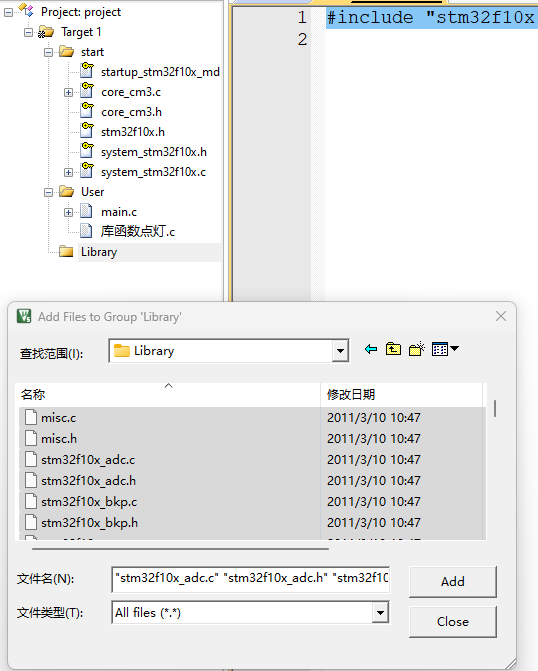 Project: project
Target 1
start
startup_stm32f10x_md
core_cm3.c
core_cm3.h
stm32f10x.h
system_stm32f10x.h
system_stm32f10x.c
User
main.c
库函数点灯.c
Library
1 #include "stm32f10x
2
Add Files to Group 'Library'
查找范围(I): Library
名称 修改日期
misc.c 2011/3/10 10:47
misc.h 2011/3/10 10:47
stm32f10x_adc.c 2011/3/10 10:47
stm32f10x_adc.h 2011/3/10 10:47
stm32f10x_bkp.c 2011/3/10 10:47
stm32f10x_bkp.h 2011/3/10 10:47
文件名(N): "stm32f10x_adc.c" "stm32f10x_adc.h" "stm32f10 Add
文件类型(T): All files (*.*) Close